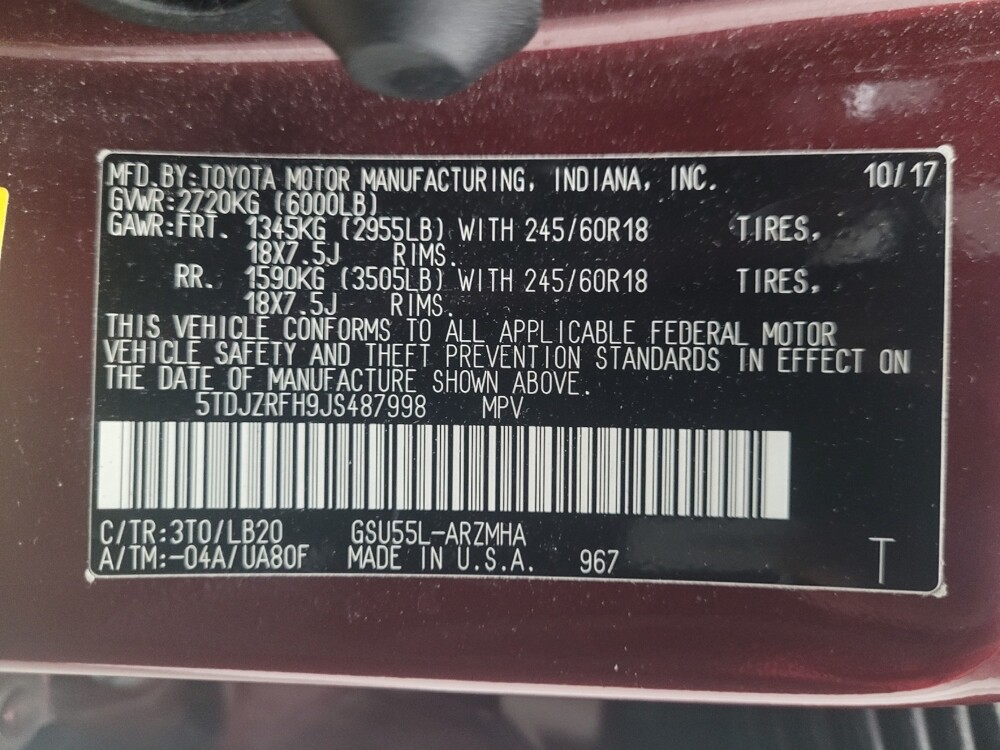 MFD. BY:TOYOTA MOTOR MANUFACTURING, INDIANA, INC. 10/17
GVWR:2720KG (6000LB)
GAWR:FRT. 1345KG (2955LB) WITH 245/60R18 TIRES,
18X7.5J RIMS.
RR. 1590KG (3505LB) WITH 245/60R18 TIRES,
18X7.5J RIMS.
THIS VEHICLE CONFORMS TO ALL APPLICABLE FEDERAL MOTOR
VEHICLE SAFETY AND THEFT PREVENTION STANDARDS IN EFFECT ON
THE DATE OF MANUFACTURE SHOWN ABOVE.
5TDJZRFH9JS487998 MPV
C/TR:3T0/LB20 GSU55L-ARZMHA
A/TM:-04A/UA80F MADE IN U.S.A. 967 T